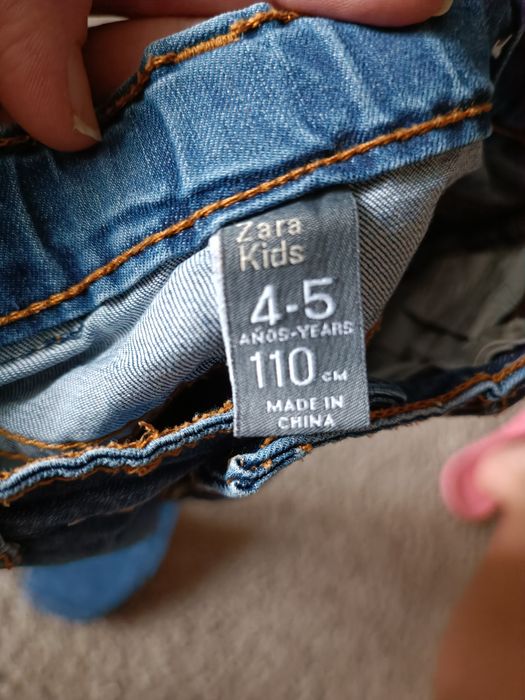 Zara
Kids
4-5
AÑOS-YEARS
110 CM
MADE IN
CHINA